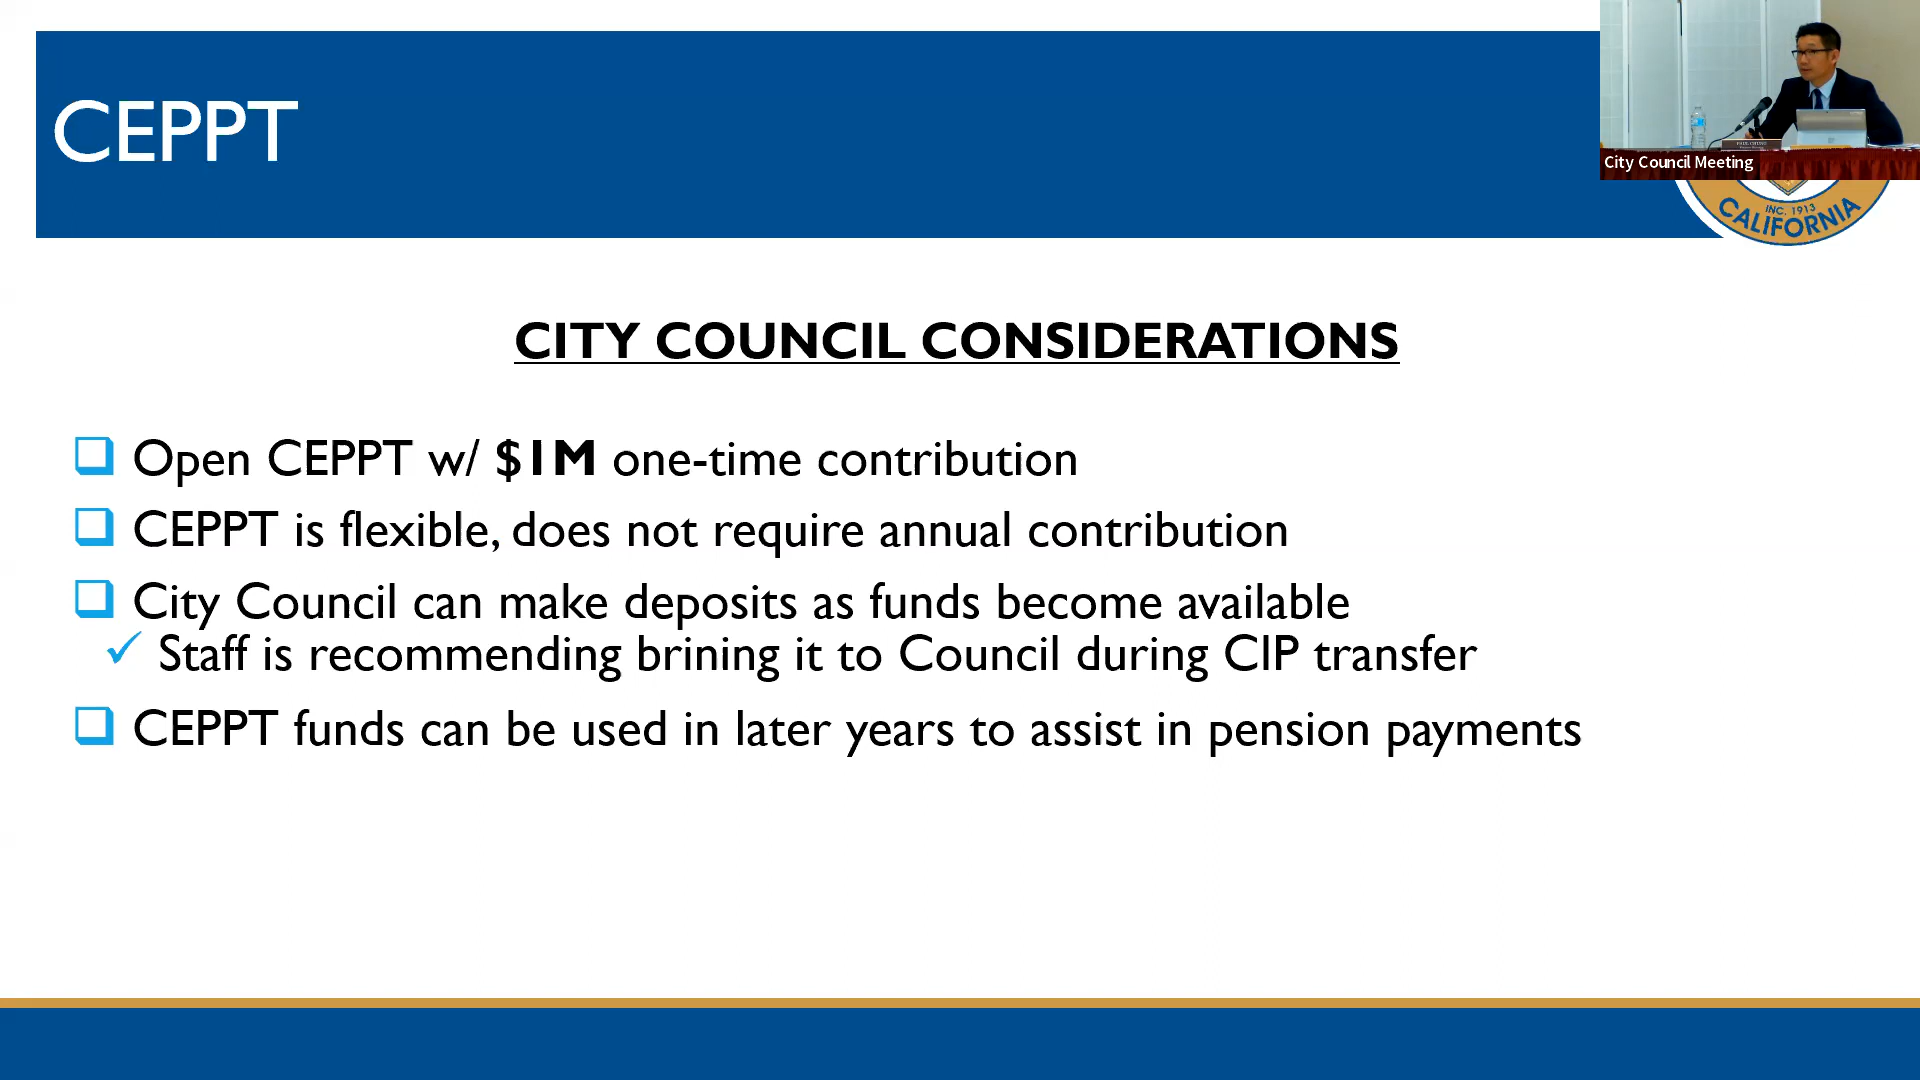 CEPPT
City Council Meeting
INC. 1913
CALIFORNIA
CITY COUNCIL CONSIDERATIONS
Open CEPPT w/ $1M one-time contribution
CEPPT is flexible, does not require annual contribution
City Council can make deposits as funds become available
Staff is recommending brining it to Council during CIP transfer
CEPPT funds can be used in later years to assist in pension payments